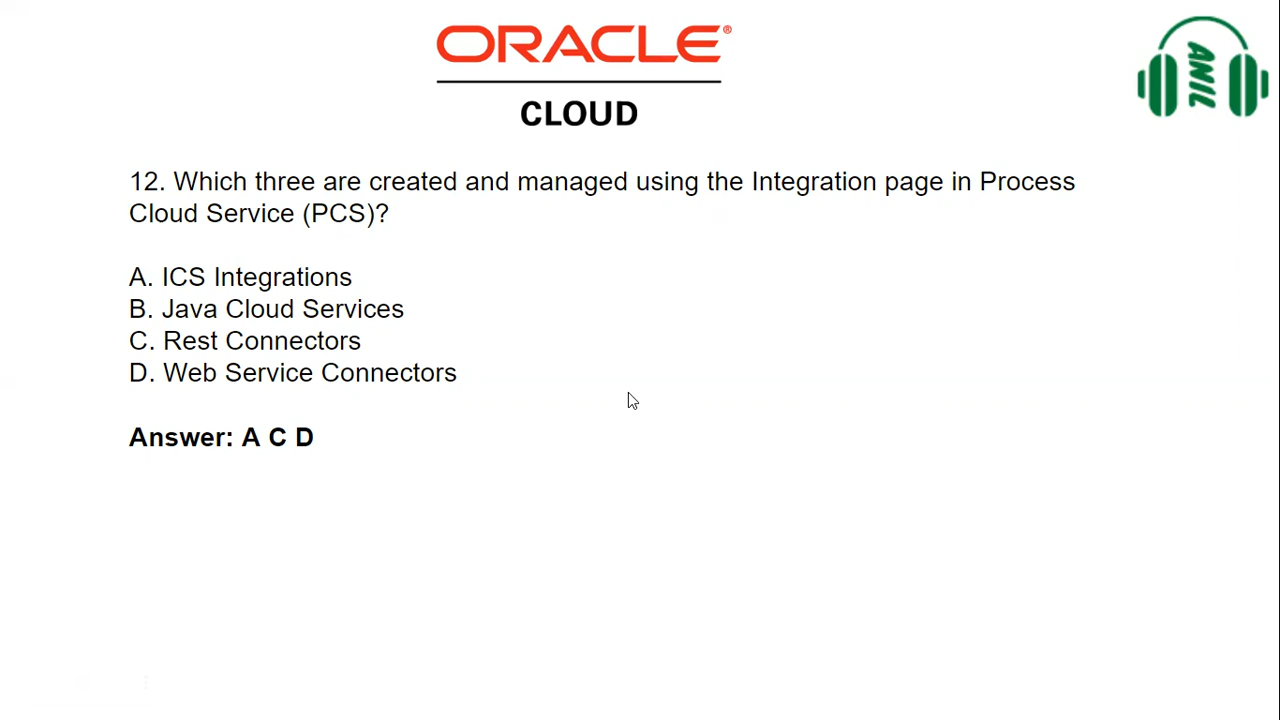 ORACLE®
CLOUD
ANIL
12. Which three are created and managed using the Integration page in Process
Cloud Service (PCS)?
A. ICS Integrations
B. Java Cloud Services
C. Rest Connectors
D. Web Service Connectors
Answer: A C D